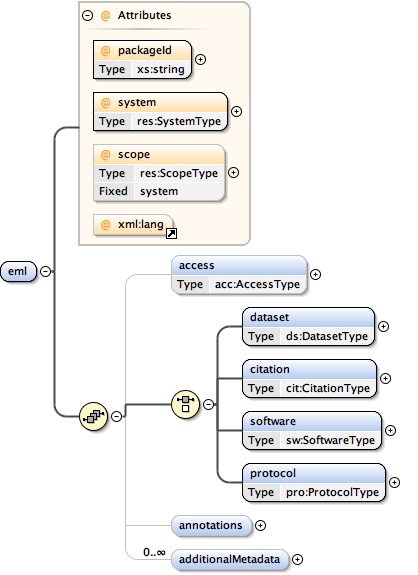 @ Attributes
@ packageId
Type xs:string
@ system
Type res:SystemType
@ scope
Type res:ScopeType
Fixed system
@ xml:lang
eml
access
Type acc:AccessType
dataset
Type ds:DatasetType
citation
Type cit:CitationType
software
Type sw:SoftwareType
protocol
Type pro:ProtocolType
annotations
0..∞
additionalMetadata